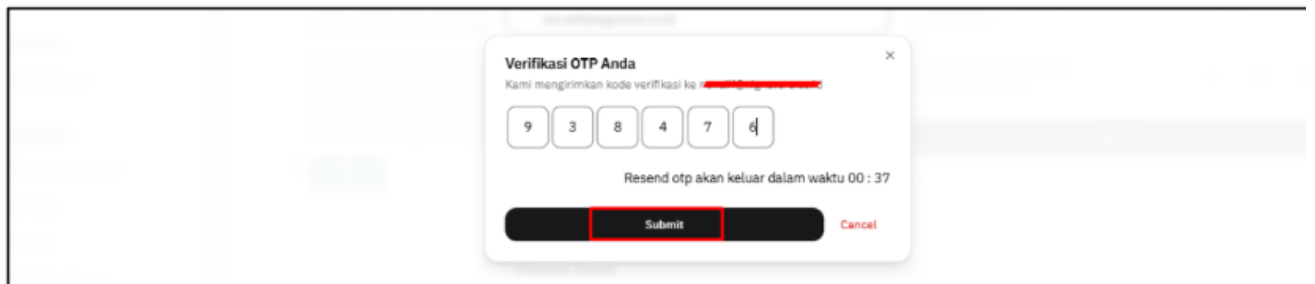 Verifikasi OTP Anda
Kami mengirimkan kode verifikasi ke
9 3 8 4 7 6
Resend otp akan keluar dalam waktu 00 : 37
Submit
Cancel